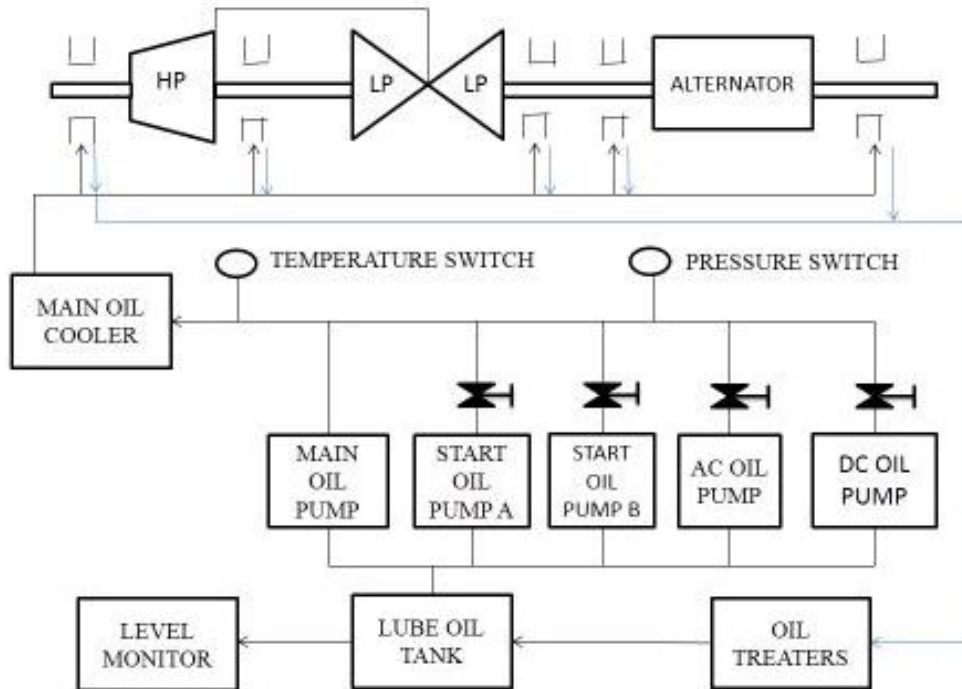 HP
LP
LP
ALTERNATOR
TEMPERATURE SWITCH
PRESSURE SWITCH
MAIN OIL
COOLER
MAIN
OIL
PUMP
START
OIL
PUMP A
START
OIL
PUMP B
AC OIL
PUMP
DC OIL
PUMP
LEVEL
MONITOR
LUBE OIL
TANK
OIL
TREATERS